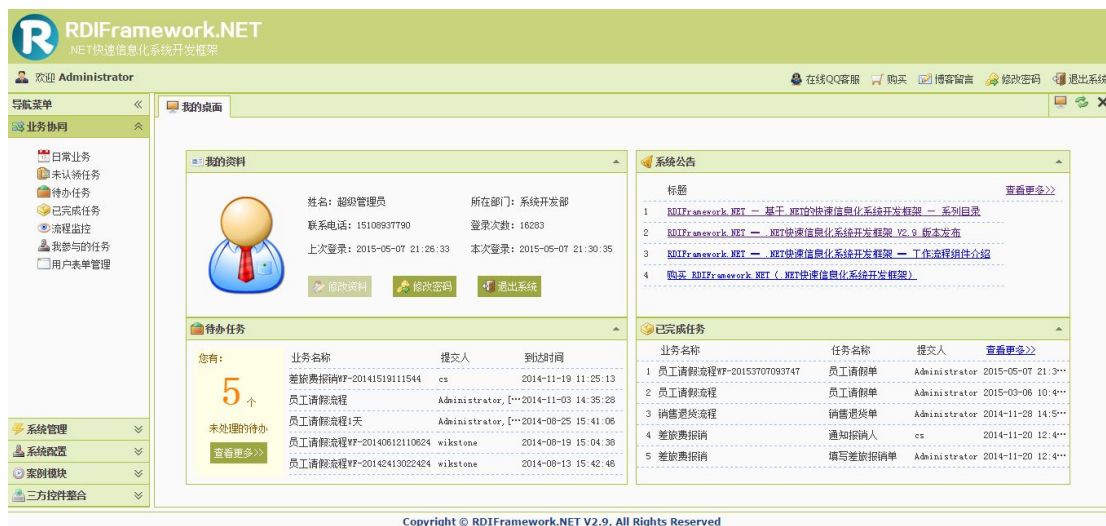 RDIFramework.NET
.NET快速信息化系统开发框架
欢迎 Administrator
在线QQ客服 购买 博客留言 修改密码 退出系统
导航菜单
我的桌面
业务协同
日常业务
未认领任务
待办任务
已完成任务
流程监控
我参与的任务
用户表单管理
系统管理
系统配置
案例模块
三方控件整合
我的资料
姓名：超级管理员 所在部门：系统开发部
联系电话：15108937790 登录次数：16283
上次登录：2015-05-07 21:26:33 本次登录：2015-05-07 21:30:35
修改资料 修改密码 退出系统
系统公告
标题 查看更多>>
1 RDIFramework.NET — 基于.NET的快速信息化系统开发框架 — 系列目录
2 RDIFramework.NET — .NET快速信息化系统开发框架 V2.9 版本发布
3 RDIFramework.NET — .NET快速信息化系统开发框架 — 工作流程组件介绍
4 购买 RDIFramework.NET（.NET快速信息化系统开发框架）
待办任务
您有：
5 个
未处理的待办
查看更多>>
业务名称 提交人 到达时间
差旅费报销WF-20141519111544 cs 2014-11-19 11:25:13
员工请假流程 Administrator,[… 2014-11-03 14:35:28
员工请假流程1天 Administrator,[… 2014-08-25 15:41:06
员工请假流程WF-20140612110624 wikstone 2014-08-19 15:04:38
员工请假流程WF-20142413022424 wikstone 2014-08-13 15:42:46
已完成任务
业务名称 任务名称 提交人 查看更多>>
1 员工请假流程WF-20153707093747 员工请假单 Administrator 2015-05-07 21:3…
2 员工请假流程 员工请假单 Administrator 2015-03-06 10:4…
3 销售退货流程 销售退货单 Administrator 2014-11-28 14:5…
4 差旅费报销 通知报销人 cs 2014-11-20 12:4…
5 差旅费报销 填写差旅报销单 Administrator 2014-11-20 12:4…
Copyright © RDIFramework.NET V2.9. All Rights Reserved